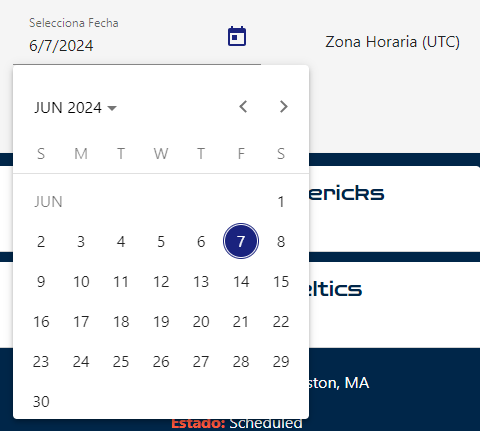 Selecciona Fecha
6/7/2024
Zona Horaria (UTC)
JUN 2024
S M T W T F S
JUN 1
2 3 4 5 6 7 8
9 10 11 12 13 14 15
16 17 18 19 20 21 22
23 24 25 26 27 28 29
30
ericks
eltics
ston, MA
Estado: Scheduled